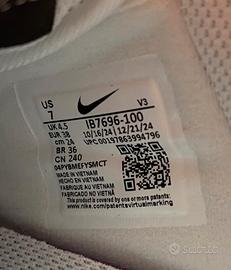 US
7
V3
UK 4.5
EUR 38
cm 24
BR 36
CN 240
IB7696-100
10/16/24 12/21/24
UPC:00197863994796
04PYBMEFYSMCT
MADE IN VIETNAM
FABRIQUE AU VIETNAM
FABRICADO NO VIETNAM
HECHO EN VIETNAM
This product is covered by one or more patents. See
www.nike.com/patentsvirtualmarking
subito